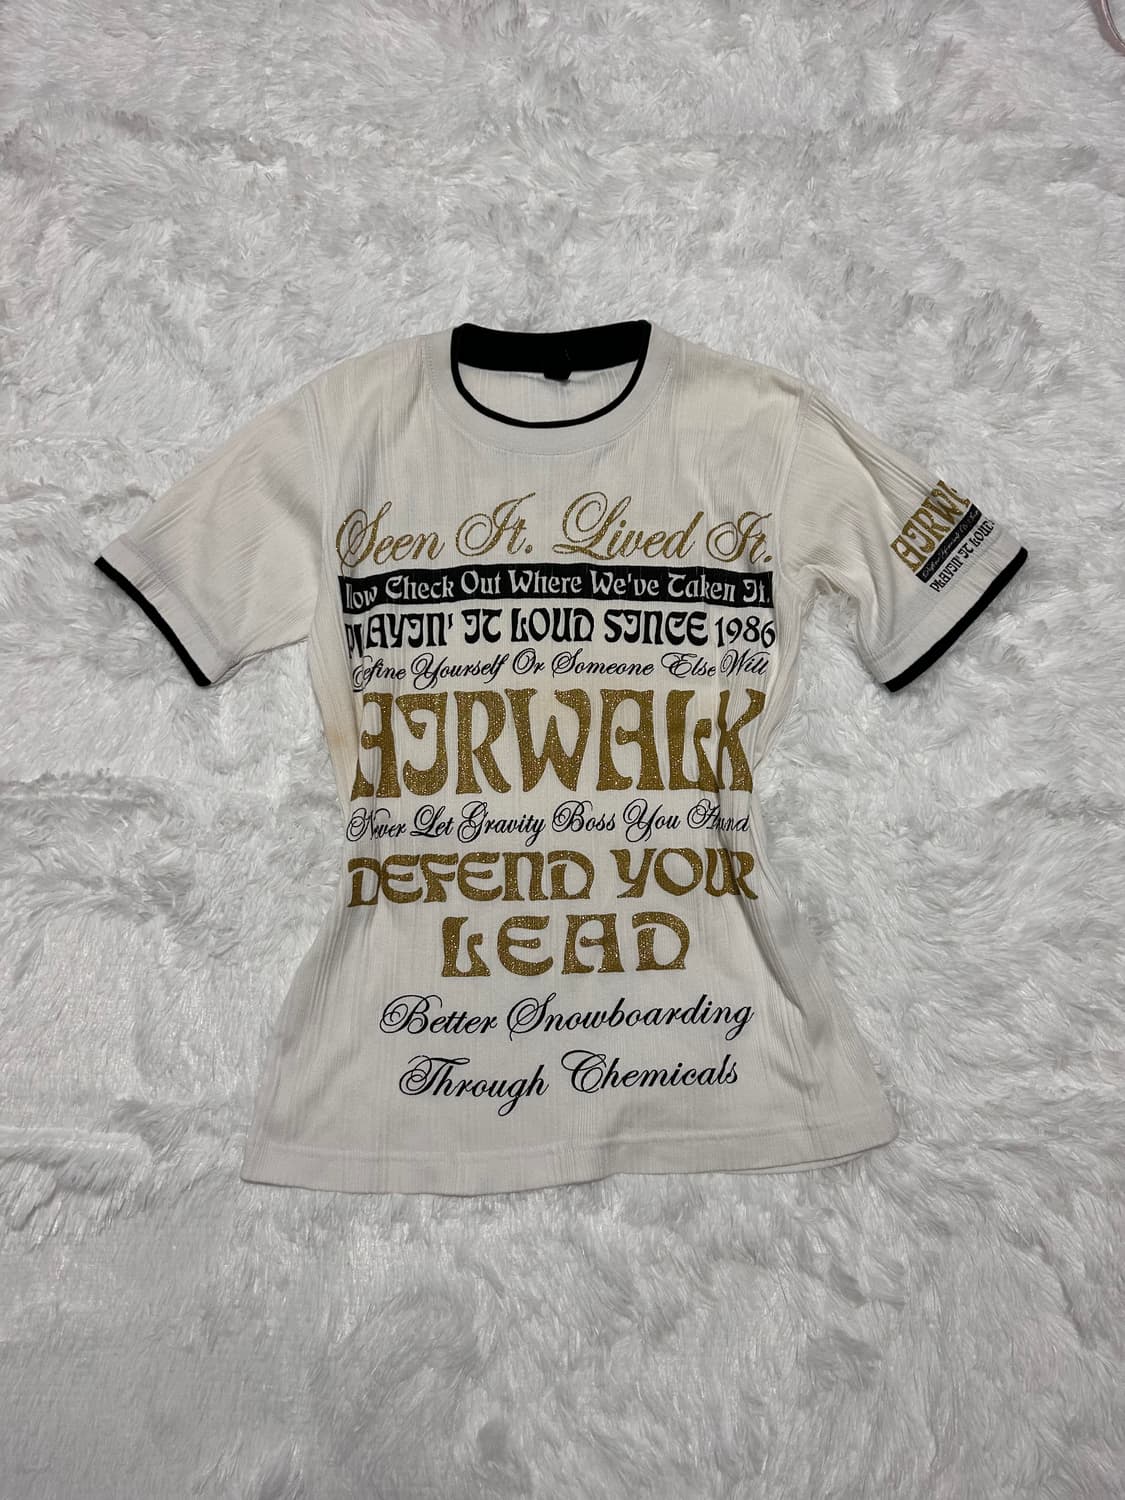 Seen It. Lived It.
Now Check Out Where We've Taken It.
PLAYIN' IT LOUD SINCE 1986
Define Yourself Or Someone Else Will
AIRWALK
Never Let Gravity Boss You Around
DEFEND YOUR
LEAD
Better Snowboarding
Through Chemicals
AIRWALK
PLAYIN' IT LOUD